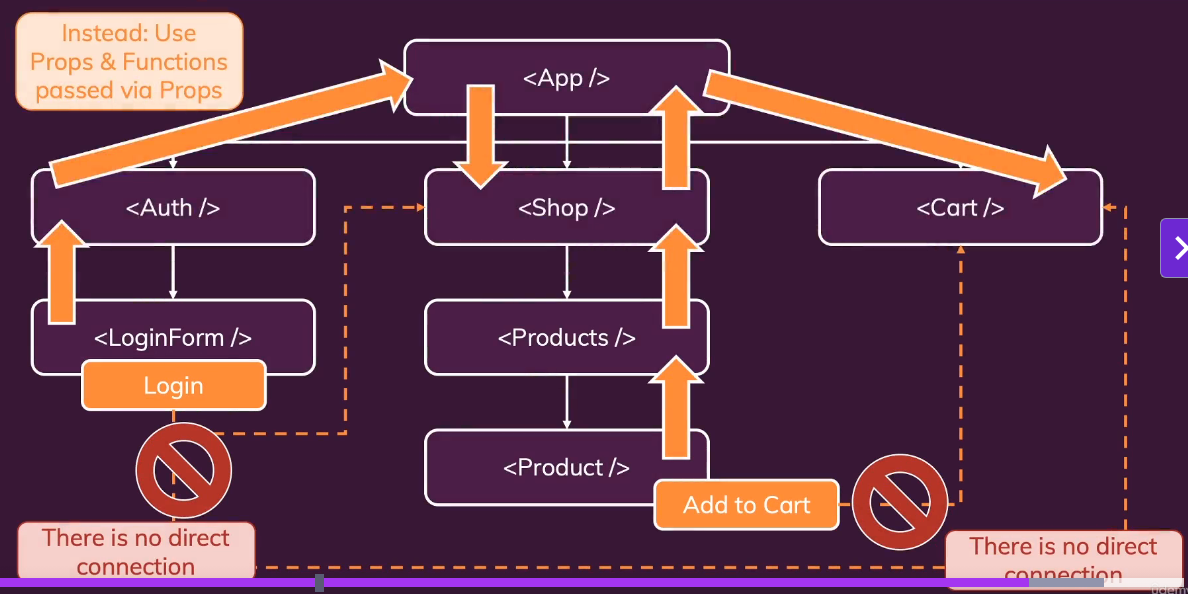 Instead: Use
Props & Functions
passed via Props
<App />
<Auth />
<Shop />
<Cart />
<LoginForm />
<Products />
Login
<Product />
Add to Cart
There is no direct
connection
There is no direct
connection
udemy